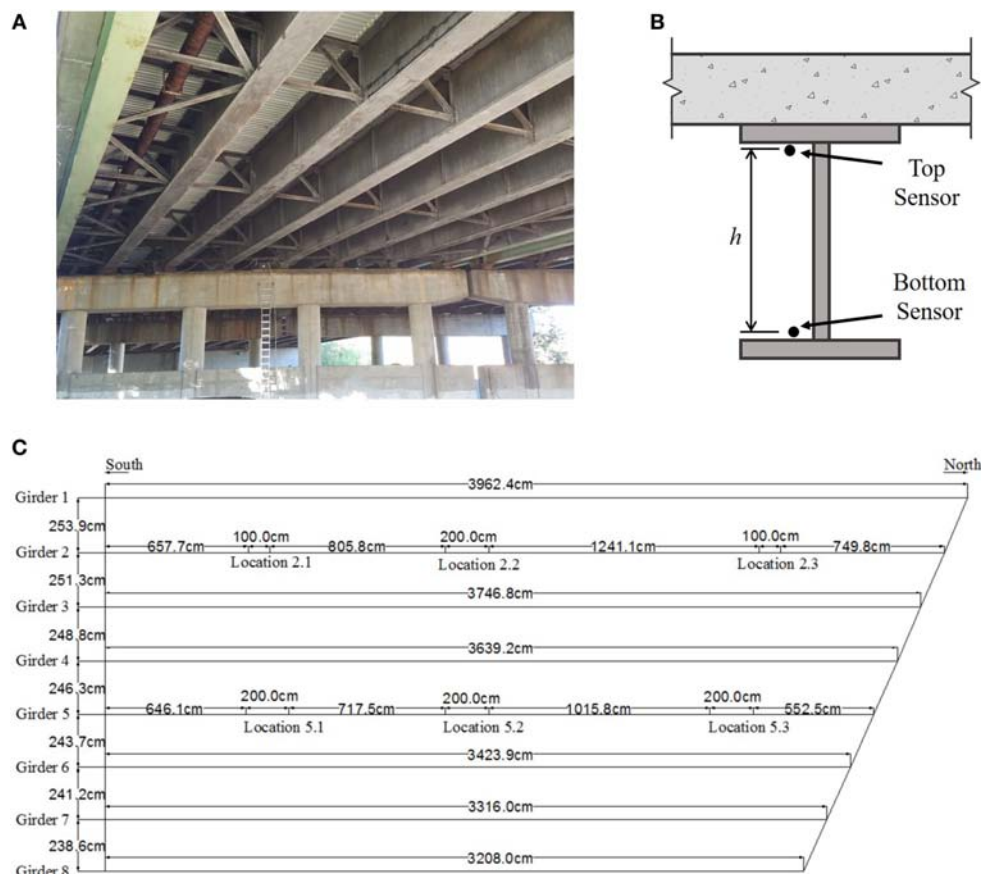 A
B
Top
Sensor
h
Bottom
Sensor
C
South
North
3962.4cm
Girder 1
253.9cm
100.0cm
200.0cm
100.0cm
657.7cm
805.8cm
1241.1cm
749.8cm
Girder 2
Location 2.1
Location 2.2
Location 2.3
251.3cm
3746.8cm
Girder 3
248.8cm
3639.2cm
Girder 4
246.3cm
200.0cm
200.0cm
200.0cm
646.1cm
717.5cm
1015.8cm
552.5cm
Girder 5
Location 5.1
Location 5.2
Location 5.3
243.7cm
3423.9cm
Girder 6
241.2cm
3316.0cm
Girder 7
238.6cm
3208.0cm
Girder 8